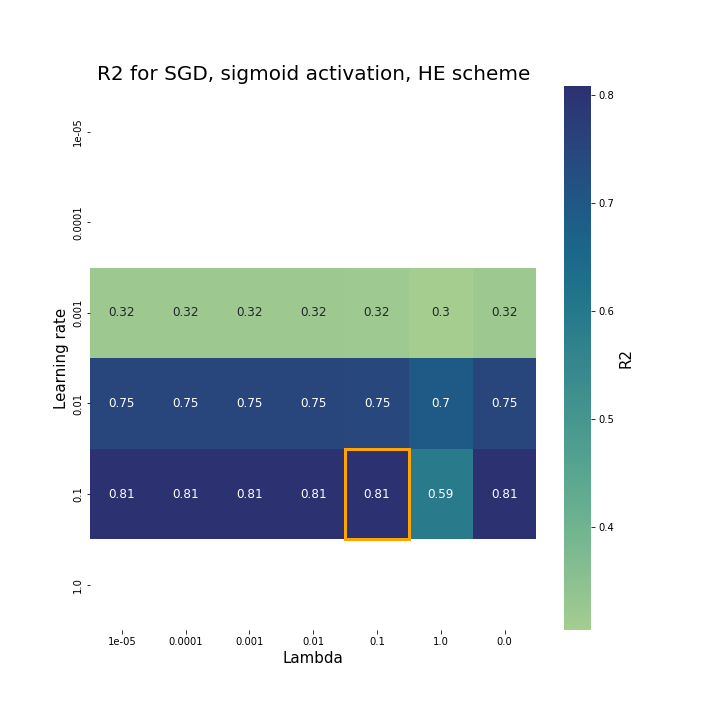 R2 for SGD, sigmoid activation, HE scheme
1e-05
0.0001
0.001
0.01
0.1
1.0
Learning rate
0.32 0.32 0.32 0.32 0.32 0.3 0.32
0.75 0.75 0.75 0.75 0.75 0.7 0.75
0.81 0.81 0.81 0.81 0.81 0.59 0.81
1e-05 0.0001 0.001 0.01 0.1 1.0 0.0
Lambda
0.8
0.7
0.6
0.5
0.4
R2